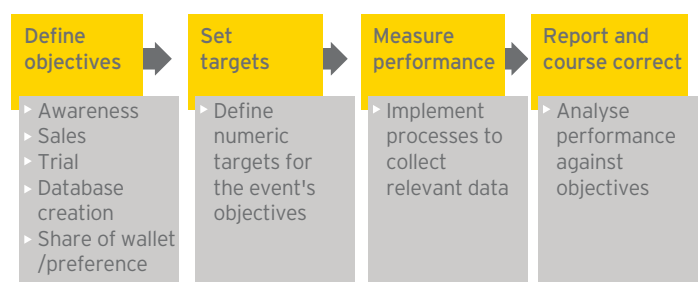 Define
objectives
Awareness
Sales
Trial
Database
creation
Share of wallet
/preference
Set
targets
Define
numeric
targets for
the event's
objectives
Measure
performance
Implement
processes to
collect
relevant data
Report and
course correct
Analyse
performance
against
objectives